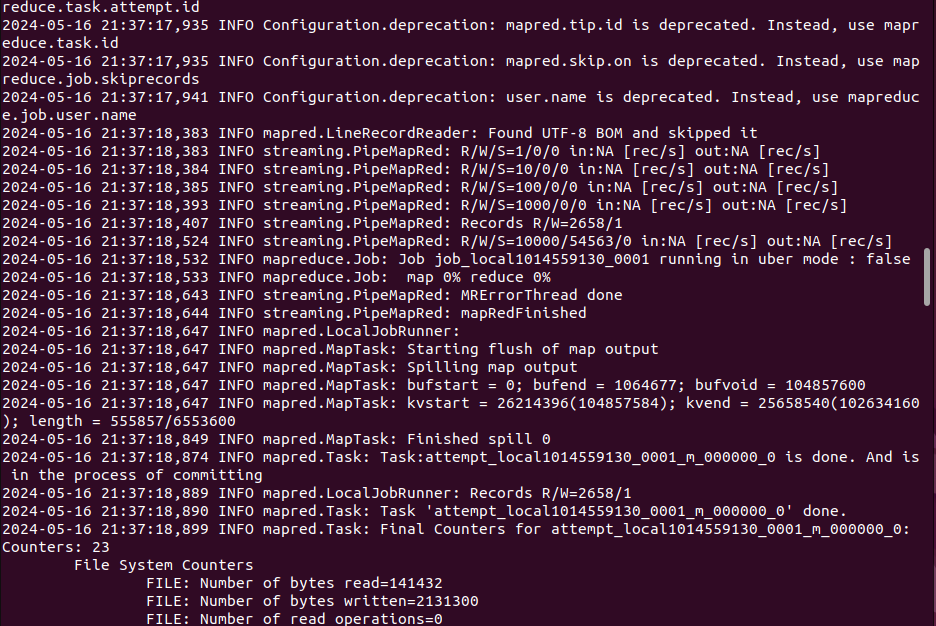 reduce.task.attempt.id
2024-05-16 21:37:17,935 INFO Configuration.deprecation: mapred.tip.id is deprecated. Instead, use mapr
educe.task.id
2024-05-16 21:37:17,935 INFO Configuration.deprecation: mapred.skip.on is deprecated. Instead, use map
reduce.job.skiprecords
2024-05-16 21:37:17,941 INFO Configuration.deprecation: user.name is deprecated. Instead, use mapreduc
e.job.user.name
2024-05-16 21:37:18,383 INFO mapred.LineRecordReader: Found UTF-8 BOM and skipped it
2024-05-16 21:37:18,383 INFO streaming.PipeMapRed: R/W/S=1/0/0 in:NA [rec/s] out:NA [rec/s]
2024-05-16 21:37:18,384 INFO streaming.PipeMapRed: R/W/S=10/0/0 in:NA [rec/s] out:NA [rec/s]
2024-05-16 21:37:18,385 INFO streaming.PipeMapRed: R/W/S=100/0/0 in:NA [rec/s] out:NA [rec/s]
2024-05-16 21:37:18,393 INFO streaming.PipeMapRed: R/W/S=1000/0/0 in:NA [rec/s] out:NA [rec/s]
2024-05-16 21:37:18,407 INFO streaming.PipeMapRed: Records R/W=2658/1
2024-05-16 21:37:18,524 INFO streaming.PipeMapRed: R/W/S=10000/54563/0 in:NA [rec/s] out:NA [rec/s]
2024-05-16 21:37:18,532 INFO mapreduce.Job: Job job_local1014559130_0001 running in uber mode : false
2024-05-16 21:37:18,533 INFO mapreduce.Job:  map 0% reduce 0%
2024-05-16 21:37:18,643 INFO streaming.PipeMapRed: MRErrorThread done
2024-05-16 21:37:18,644 INFO streaming.PipeMapRed: mapRedFinished
2024-05-16 21:37:18,647 INFO mapred.LocalJobRunner:
2024-05-16 21:37:18,647 INFO mapred.MapTask: Starting flush of map output
2024-05-16 21:37:18,647 INFO mapred.MapTask: Spilling map output
2024-05-16 21:37:18,647 INFO mapred.MapTask: bufstart = 0; bufend = 1064677; bufvoid = 104857600
2024-05-16 21:37:18,647 INFO mapred.MapTask: kvstart = 26214396(104857584); kvend = 25658540(102634160
); length = 555857/6553600
2024-05-16 21:37:18,849 INFO mapred.MapTask: Finished spill 0
2024-05-16 21:37:18,874 INFO mapred.Task: Task:attempt_local1014559130_0001_m_000000_0 is done. And is
 in the process of committing
2024-05-16 21:37:18,889 INFO mapred.LocalJobRunner: Records R/W=2658/1
2024-05-16 21:37:18,890 INFO mapred.Task: Task 'attempt_local1014559130_0001_m_000000_0' done.
2024-05-16 21:37:18,899 INFO mapred.Task: Final Counters for attempt_local1014559130_0001_m_000000_0:
Counters: 23
        File System Counters
                FILE: Number of bytes read=141432
                FILE: Number of bytes written=2131300
                FILE: Number of read operations=0